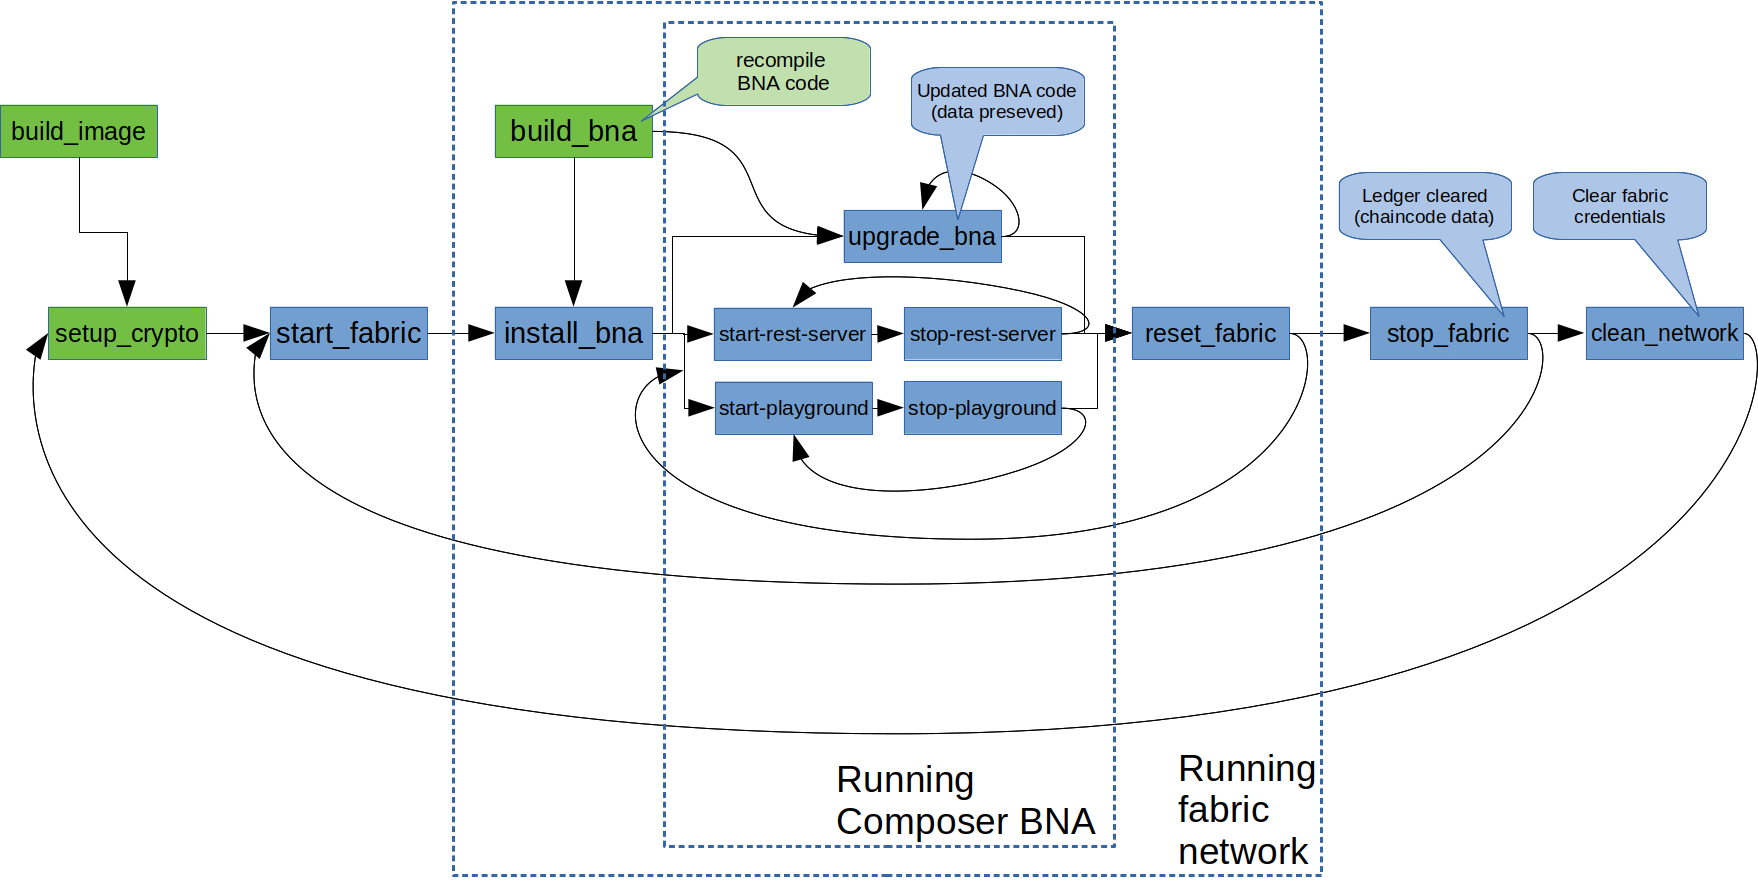 recompile
BNA code
Updated BNA code
(data preseved)
build_image
build_bna
Ledger cleared
(chaincode data)
Clear fabric
credentials
upgrade_bna
setup_crypto
start_fabric
install_bna
start-rest-server
stop-rest-server
reset_fabric
stop_fabric
clean_network
start-playground
stop-playground
Running
Composer BNA
Running
fabric
network